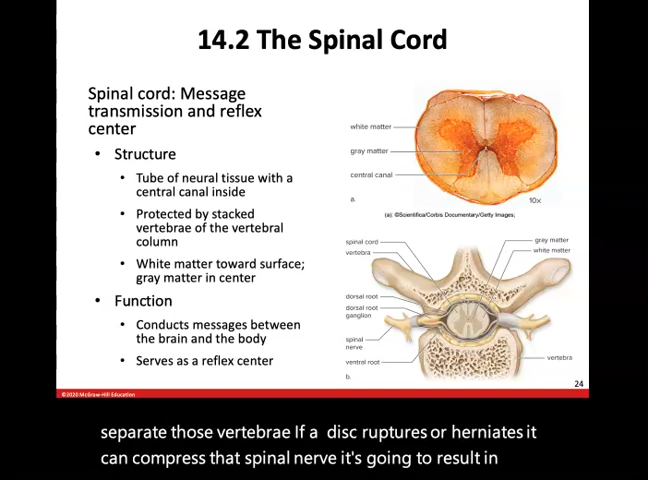 14.2 The Spinal Cord
Spinal cord: Message
transmission and reflex
center
• Structure
• Tube of neural tissue with a
central canal inside
• Protected by stacked
vertebrae of the vertebral
column
• White matter toward surface;
gray matter in center
• Function
• Conducts messages between
the brain and the body
• Serves as a reflex center
white matter
gray matter
central canal
a.
10x
(a): ©Scientifica/Corbis Documentary/Getty Images;
spinal cord
vertebra
dorsal root
dorsal root
ganglion
spinal
nerve
ventral root
b.
gray matter
white matter
vertebra
24
©2020 McGraw-Hill Education
separate those vertebrae If a disc ruptures or herniates it
can compress that spinal nerve it's going to result in